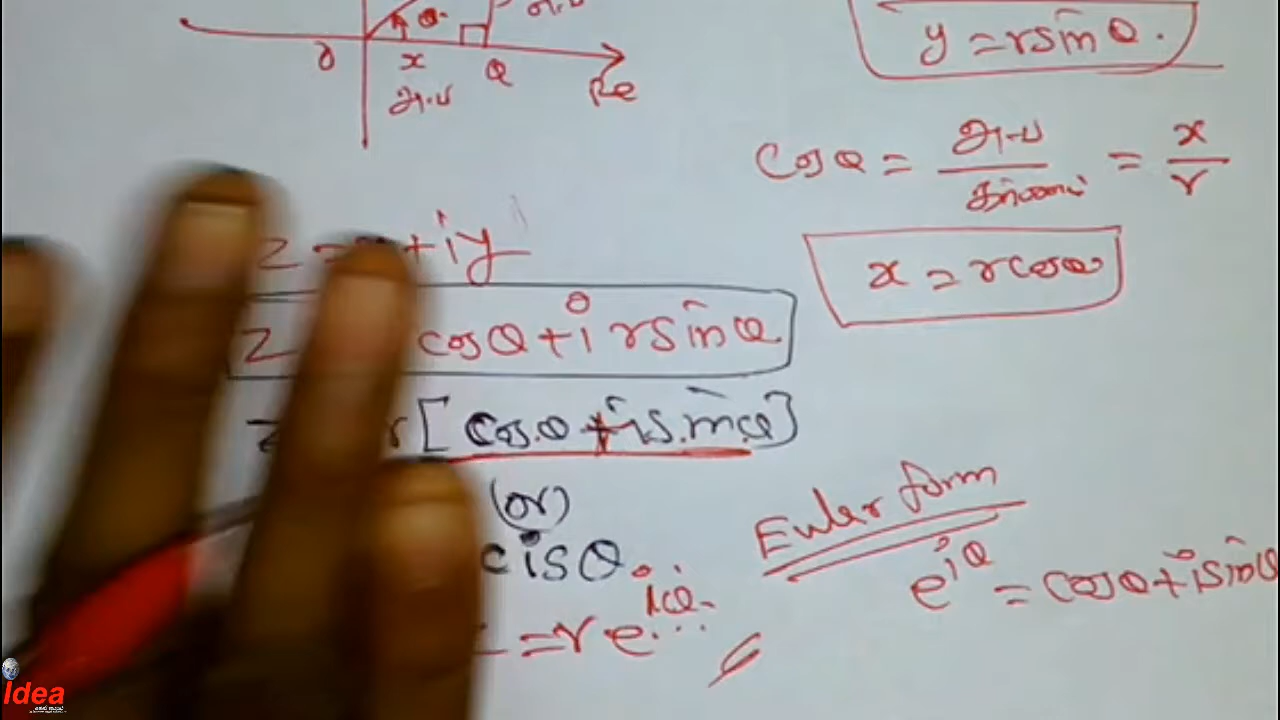 θ
எ.ப
0 x Q
அ.ப Re
y = r sin θ.
cos θ = அ.ப / கர்ணம் = x / r
x = r cos θ
z = x + iy
z cos θ + i r sin θ
r [cos θ + i sin θ]
(or)
cis θ
= r e^iθ
Euler form
e^iθ = cos θ + i sin θ
Idea